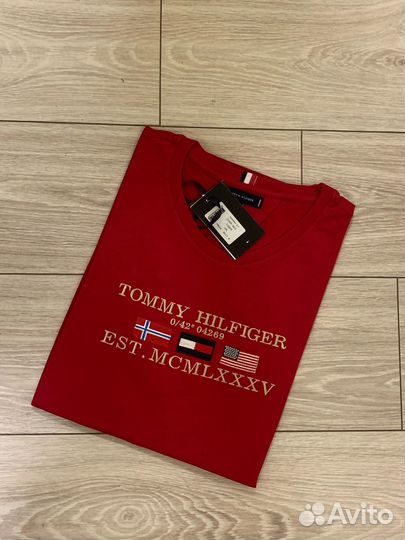 TOMMY HILFIGER
0/42° 04269
EST. MCMLXXXV
Avito